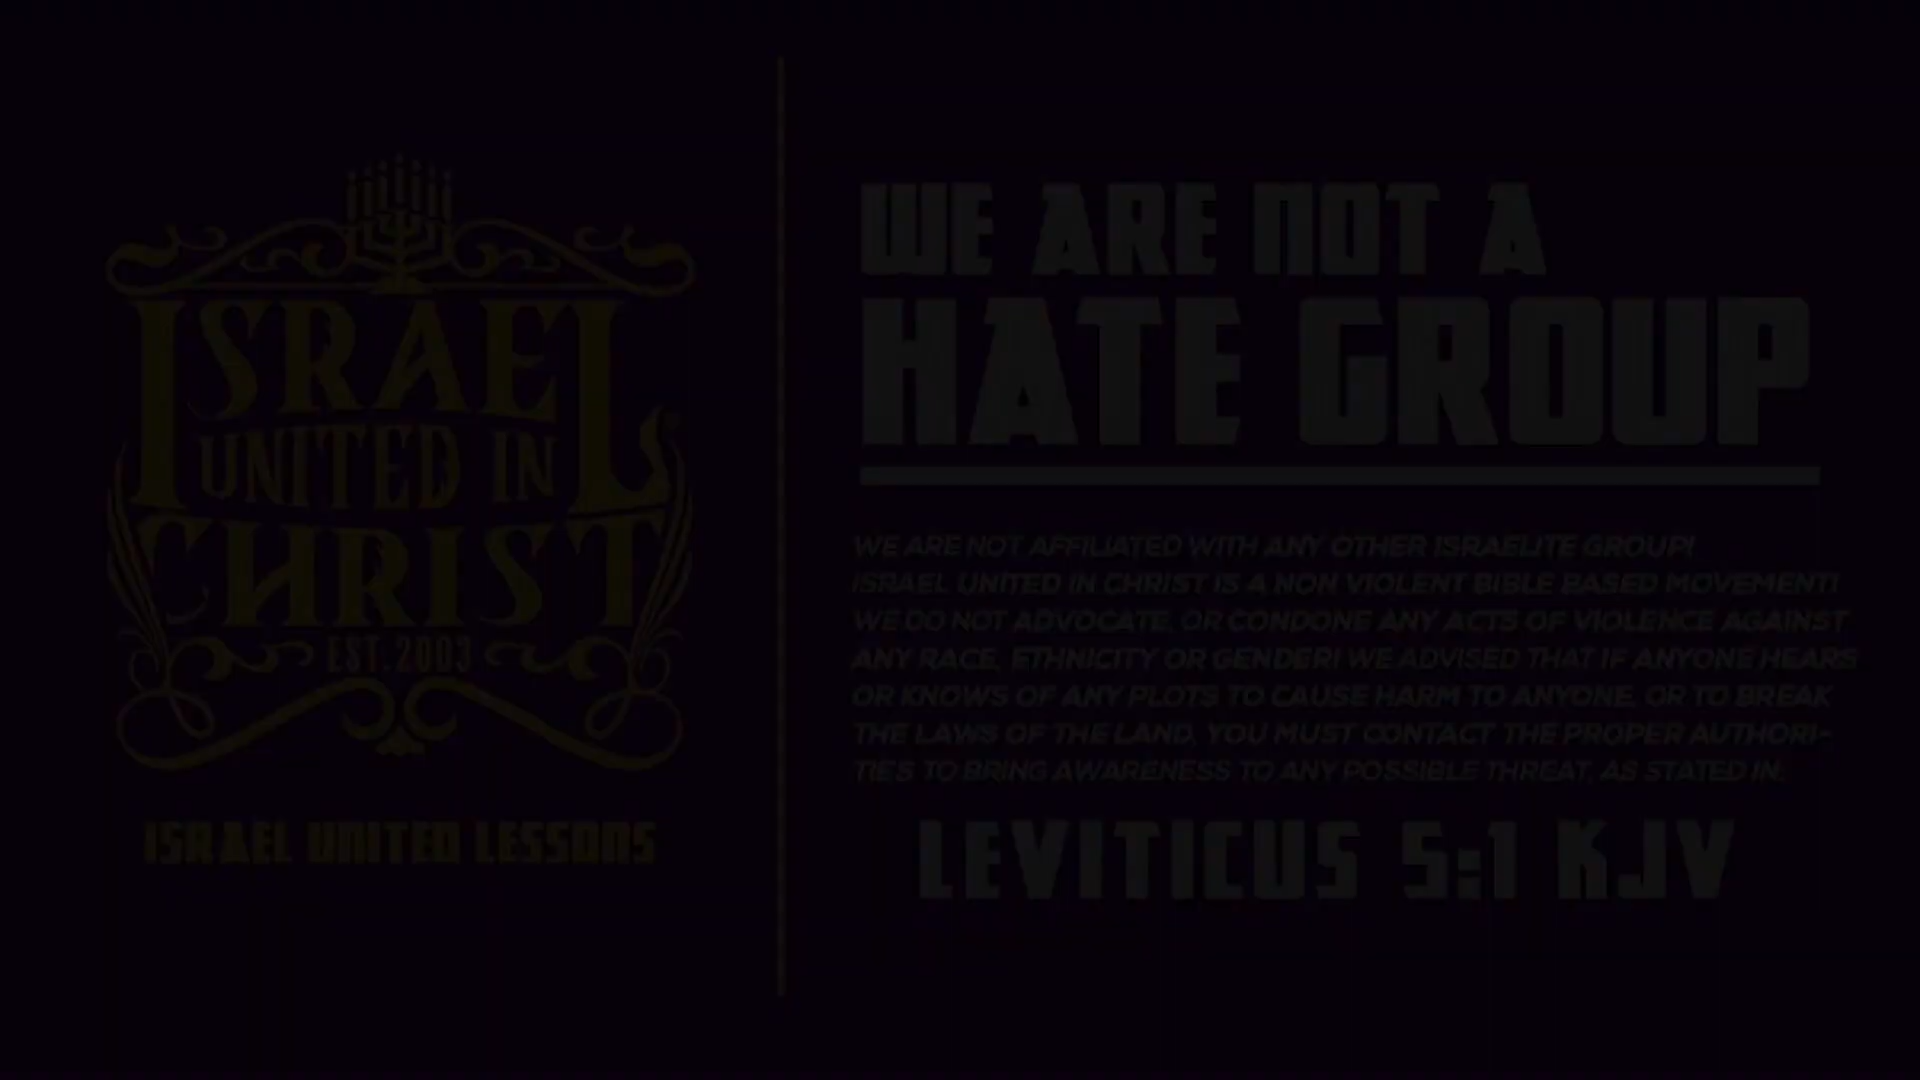 ISRAEL
UNITED IN
CHRIST
EST. 2003
ISRAEL UNITED LESSONS
WE ARE NOT A
HATE GROUP
WE ARE NOT AFFILIATED WITH ANY OTHER ISRAELITE GROUP!
ISRAEL UNITED IN CHRIST IS A NON VIOLENT BIBLE BASED MOVEMENT!
WE DO NOT ADVOCATE, OR CONDONE ANY ACTS OF VIOLENCE AGAINST
ANY RACE, ETHNICITY OR GENDER! WE ADVISED THAT IF ANYONE HEARS
OR KNOWS OF ANY PLOTS TO CAUSE HARM TO ANYONE, OR TO BREAK
THE LAWS OF THE LAND, YOU MUST CONTACT THE PROPER AUTHORI-
TIES TO BRING AWARENESS TO ANY POSSIBLE THREAT, AS STATED IN,
LEVITICUS 5:1 KJV